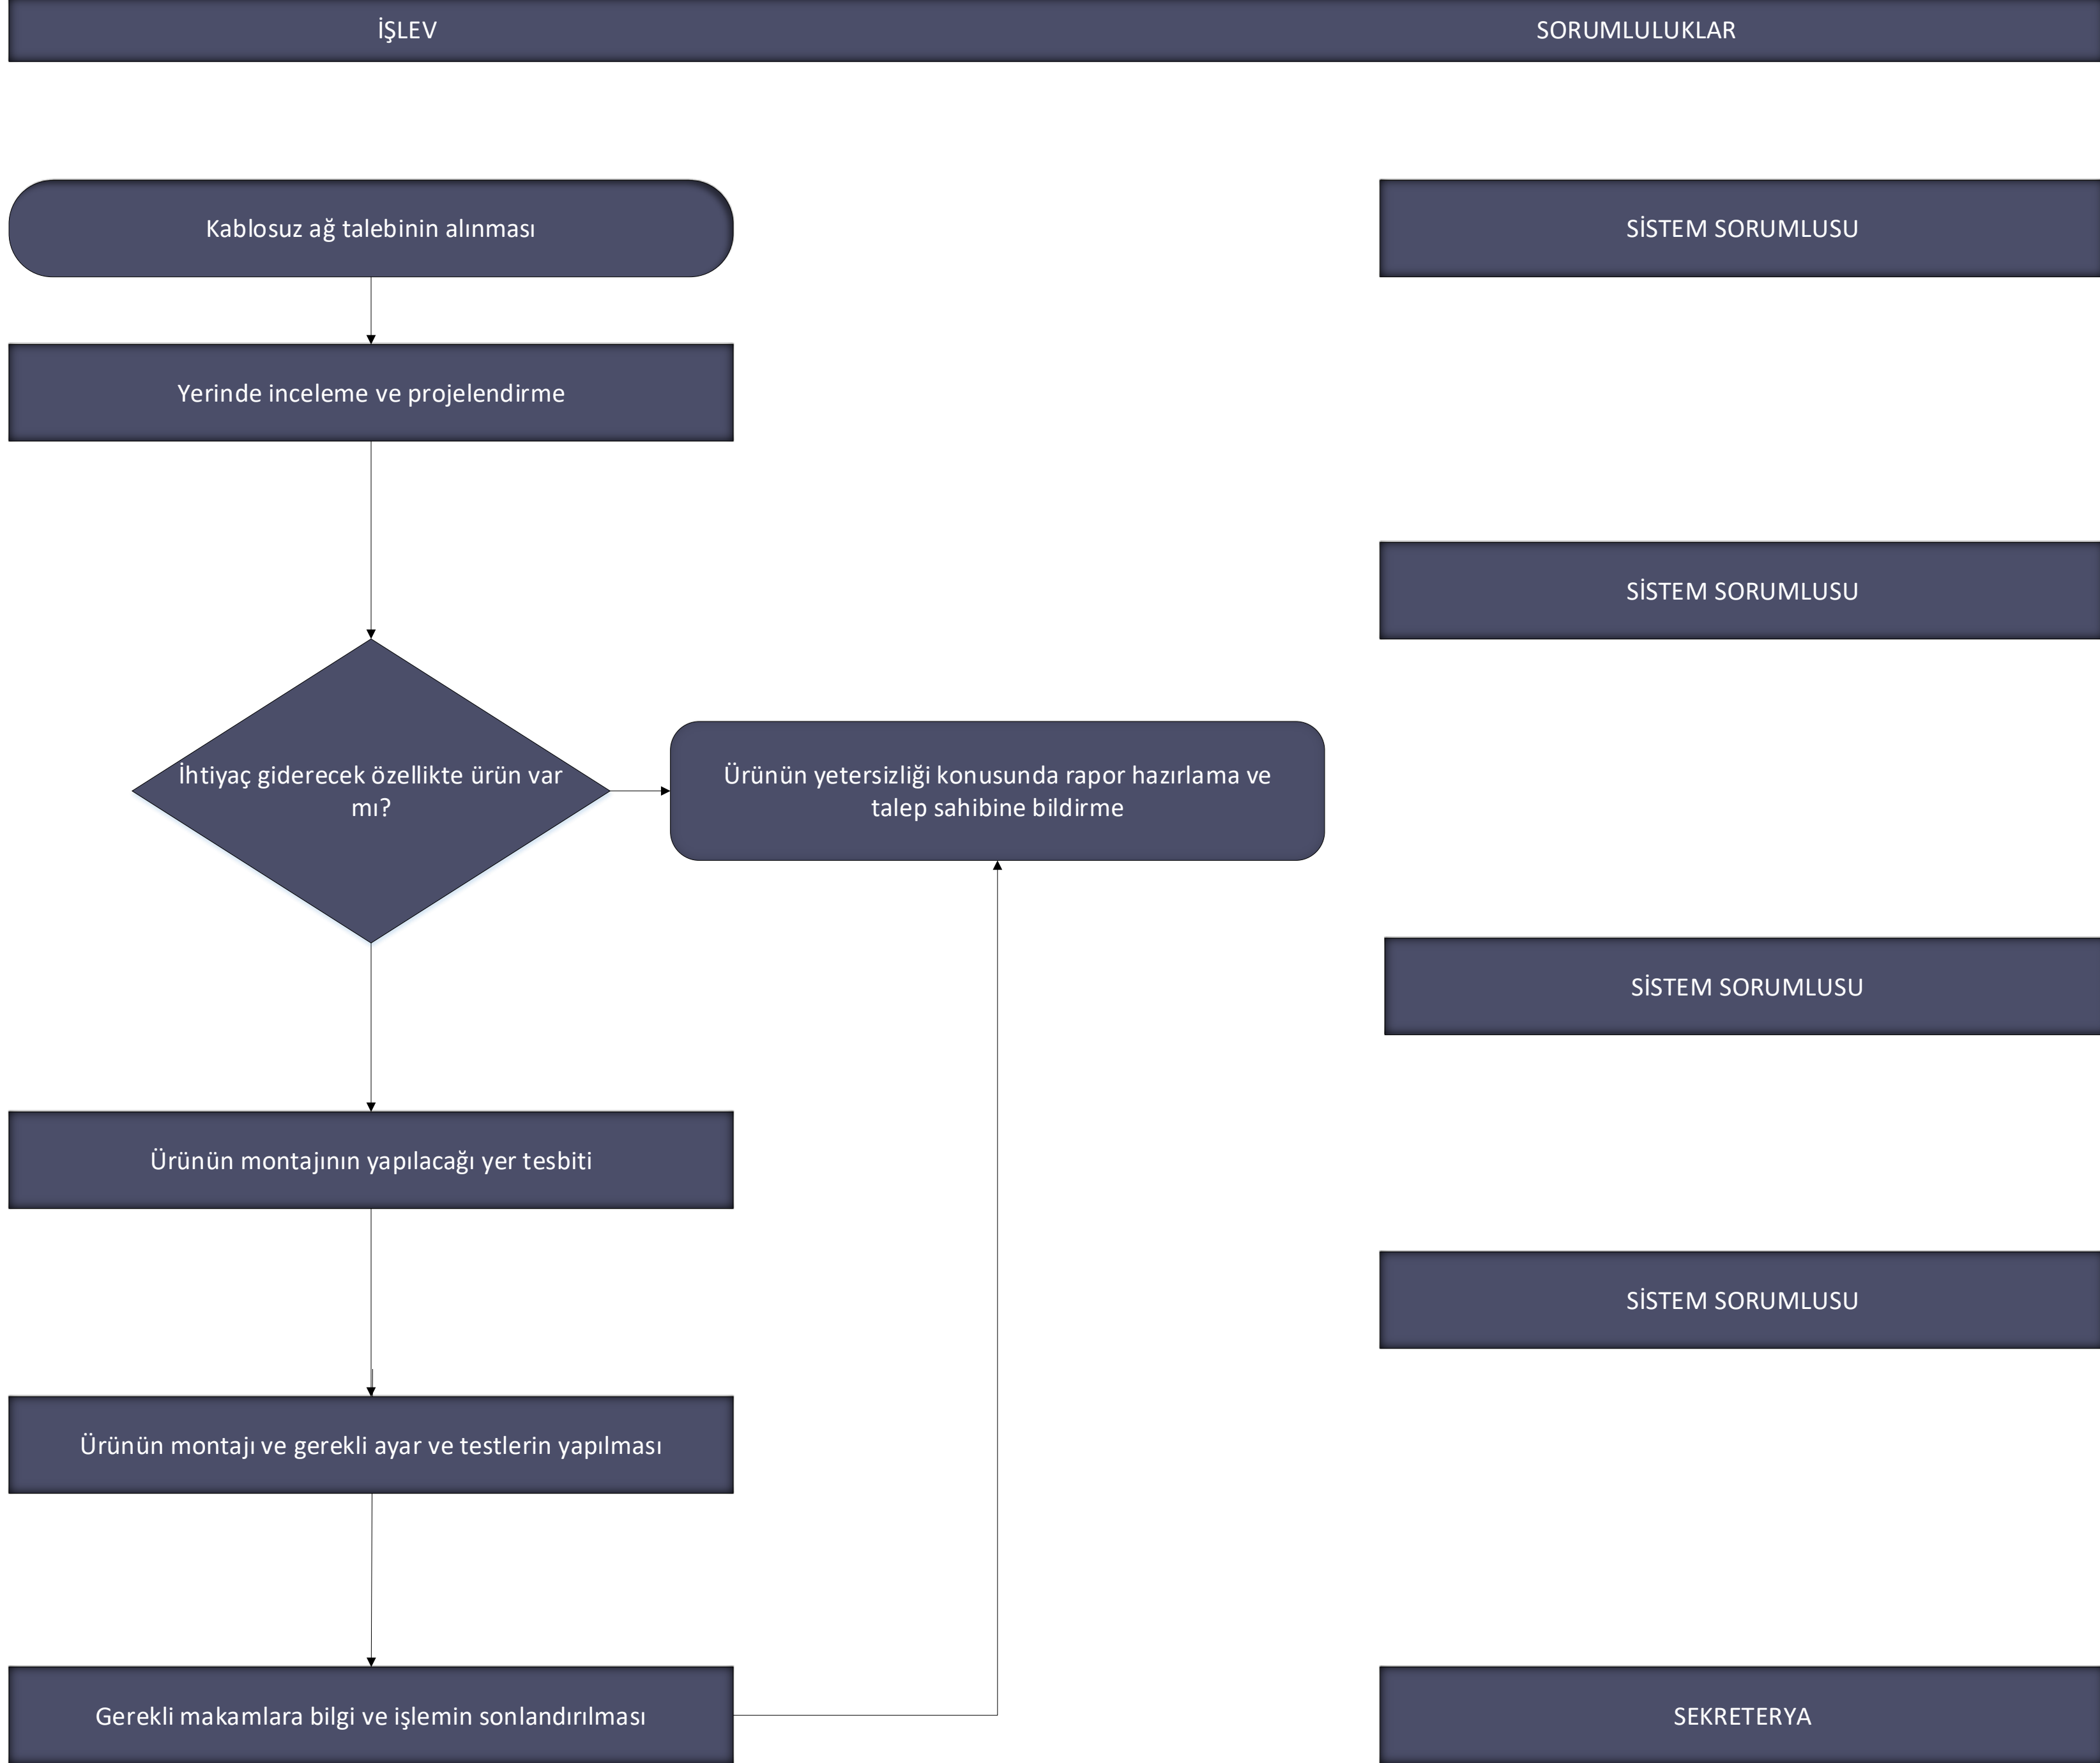 İŞLEV
SORUMLULUKLAR
Kablosuz ağ talebinin alınması
SİSTEM SORUMLUSU
Yerinde inceleme ve projelendirme
SİSTEM SORUMLUSU
İhtiyaç giderecek özellikte ürün var
mı?
Ürünün yetersizliği konusunda rapor hazırlama ve
talep sahibine bildirme
SİSTEM SORUMLUSU
Ürünün montajının yapılacağı yer tesbiti
SİSTEM SORUMLUSU
Ürünün montajı ve gerekli ayar ve testlerin yapılması
Gerekli makamlara bilgi ve işlemin sonlandırılması
SEKRETERYA